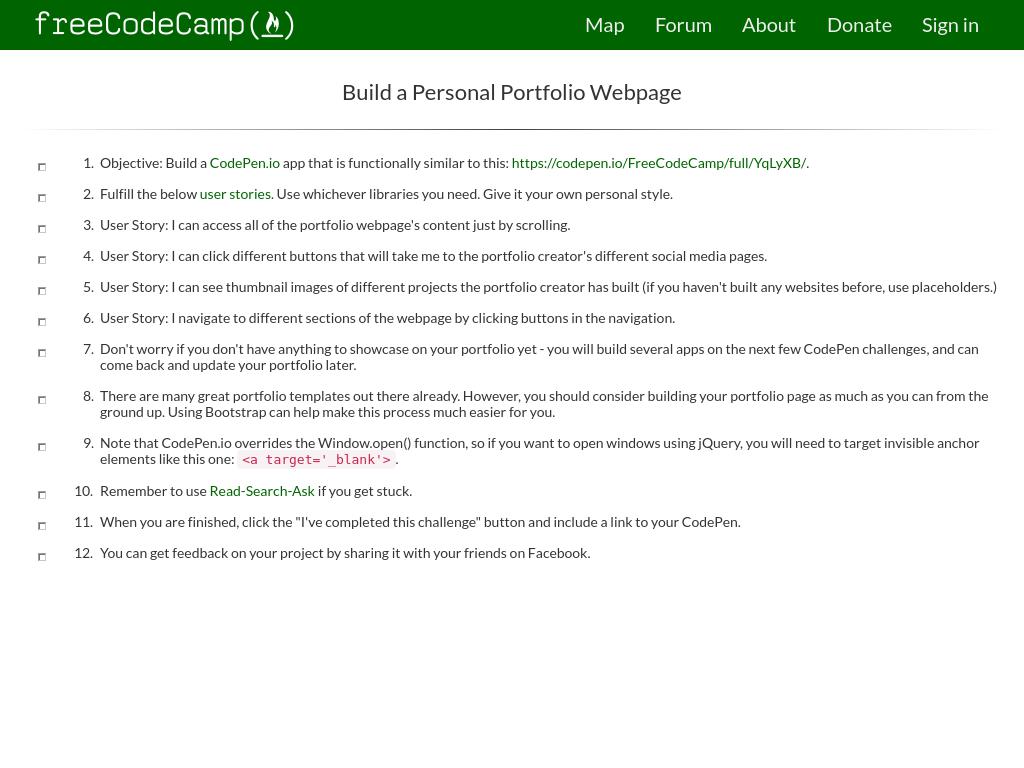 freeCodeCamp
Map Forum About Donate Sign in
Build a Personal Portfolio Webpage
1. Objective: Build a CodePen.io app that is functionally similar to this: https://codepen.io/FreeCodeCamp/full/YqLyXB/.
2. Fulfill the below user stories. Use whichever libraries you need. Give it your own personal style.
3. User Story: I can access all of the portfolio webpage's content just by scrolling.
4. User Story: I can click different buttons that will take me to the portfolio creator's different social media pages.
5. User Story: I can see thumbnail images of different projects the portfolio creator has built (if you haven't built any websites before, use placeholders.)
6. User Story: I navigate to different sections of the webpage by clicking buttons in the navigation.
7. Don't worry if you don't have anything to showcase on your portfolio yet - you will build several apps on the next few CodePen challenges, and can
come back and update your portfolio later.
8. There are many great portfolio templates out there already. However, you should consider building your portfolio page as much as you can from the
ground up. Using Bootstrap can help make this process much easier for you.
9. Note that CodePen.io overrides the Window.open() function, so if you want to open windows using jQuery, you will need to target invisible anchor
elements like this one: <a target='_blank'>.
10. Remember to use Read-Search-Ask if you get stuck.
11. When you are finished, click the "I've completed this challenge" button and include a link to your CodePen.
12. You can get feedback on your project by sharing it with your friends on Facebook.